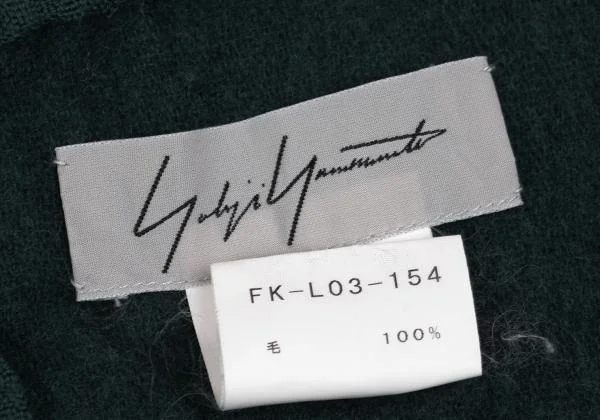 Yohji Yamamoto
FK-L03-154
毛 100%